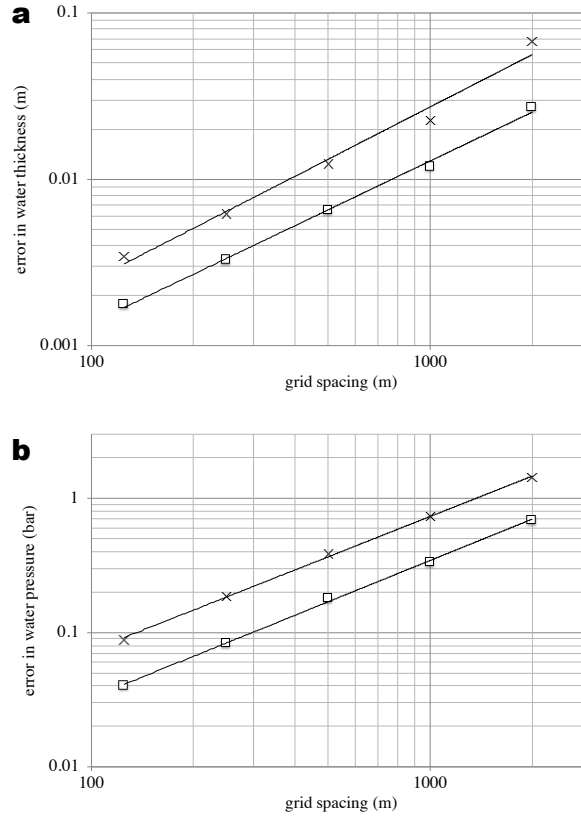 a
0.1
0.01
0.001
error in water thickness (m)
100
1000
grid spacing (m)
b
1
0.1
0.01
error in water pressure (bar)
100
1000
grid spacing (m)